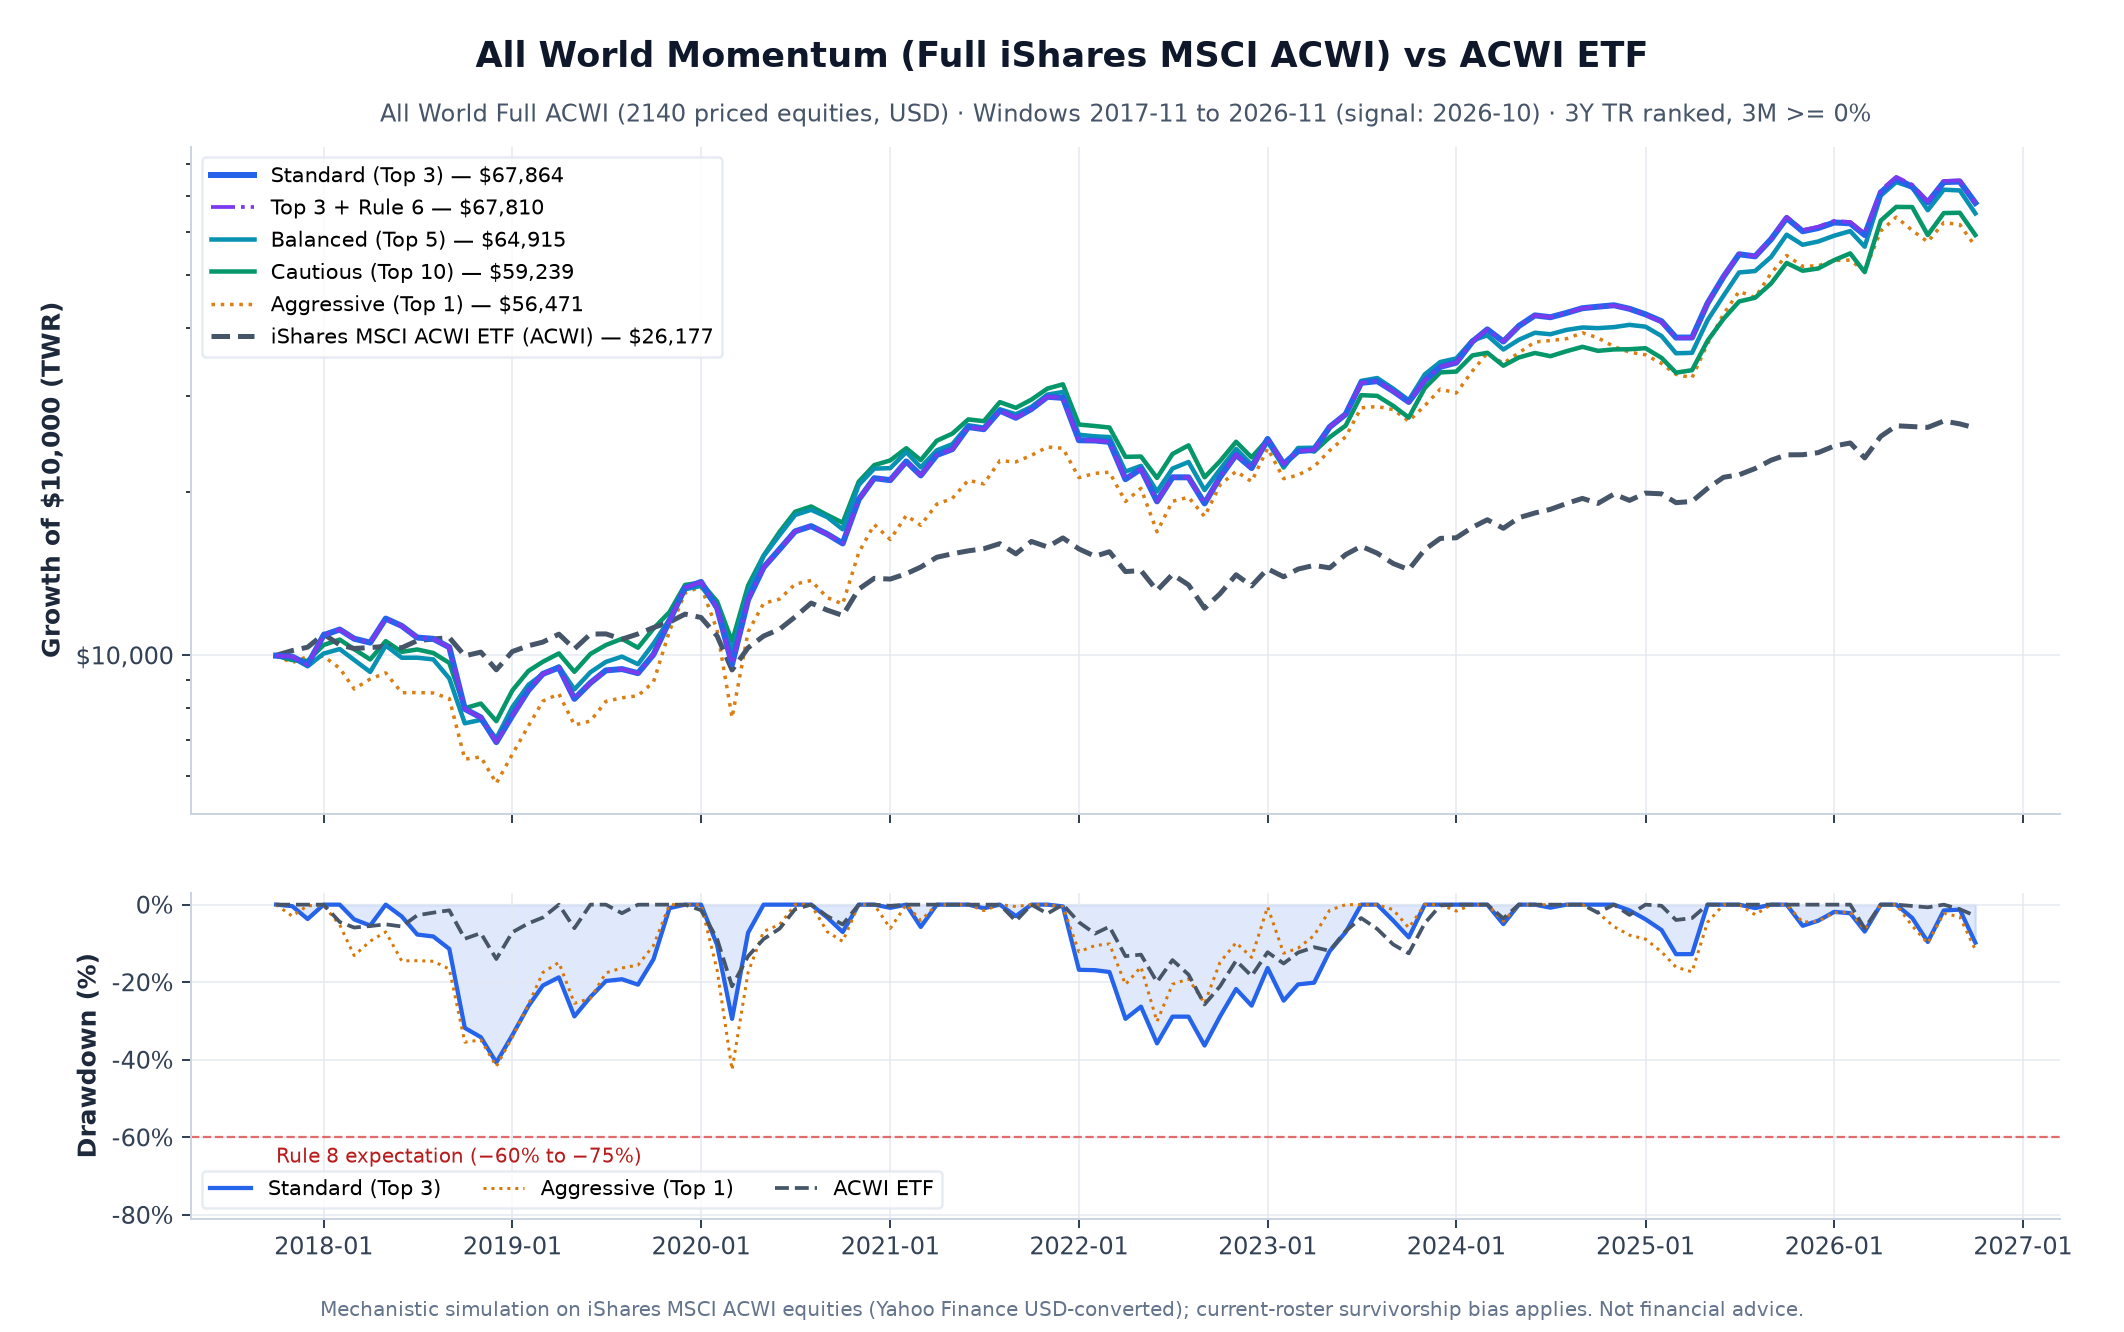 All World Momentum (Full iShares MSCI ACWI) vs ACWI ETF
All World Full ACWI (2140 priced equities, USD) · Windows 2017-11 to 2026-11 (signal: 2026-10) · 3Y TR ranked, 3M >= 0%
Growth of $10,000 (TWR)
Standard (Top 3) — $67,864
Top 3 + Rule 6 — $67,810
Balanced (Top 5) — $64,915
Cautious (Top 10) — $59,239
Aggressive (Top 1) — $56,471
iShares MSCI ACWI ETF (ACWI) — $26,177
$10,000
Drawdown (%)
0%
-20%
-40%
-60%
-80%
Rule 8 expectation (−60% to −75%)
Standard (Top 3)
Aggressive (Top 1)
ACWI ETF
2018-01
2019-01
2020-01
2021-01
2022-01
2023-01
2024-01
2025-01
2026-01
2027-01
Mechanistic simulation on iShares MSCI ACWI equities (Yahoo Finance USD-converted); current-roster survivorship bias applies. Not financial advice.